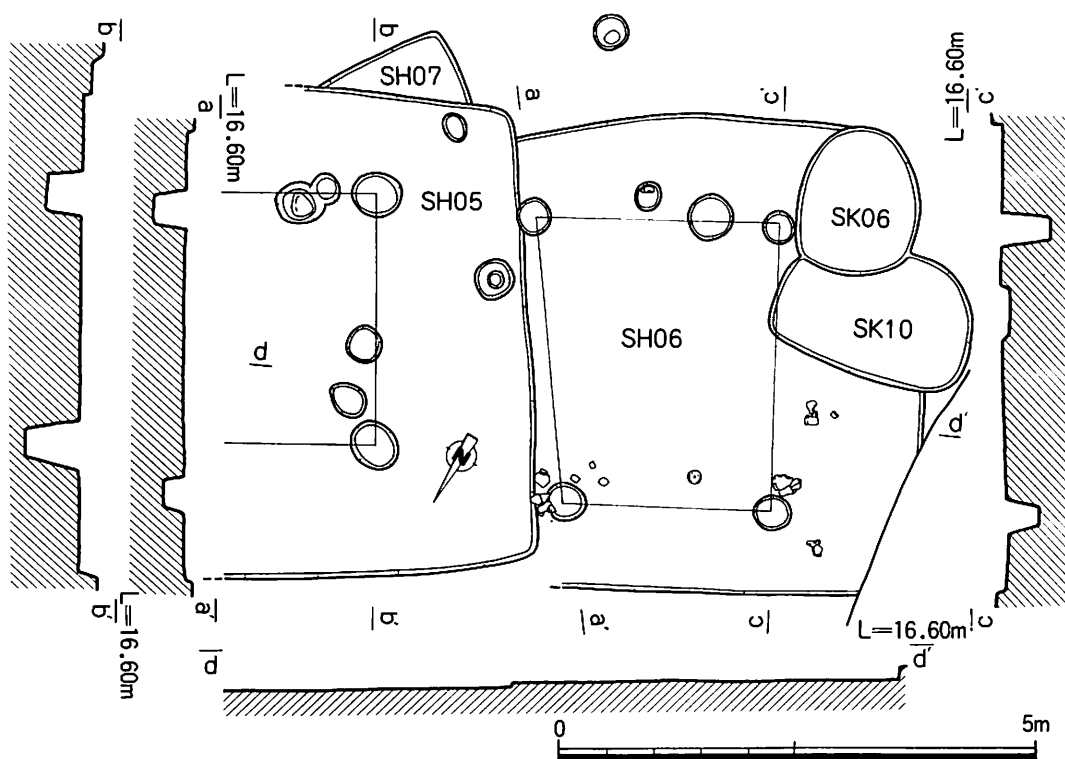 b
b
a
c'
c'
L=16.60m
a
L=16.60m
SH07
SH05
SK06
SH06
SK10
d
d'
N
b'
L=16.60m
a'
b'
a'
c
L=16.60m
c
d
d'
0
5m